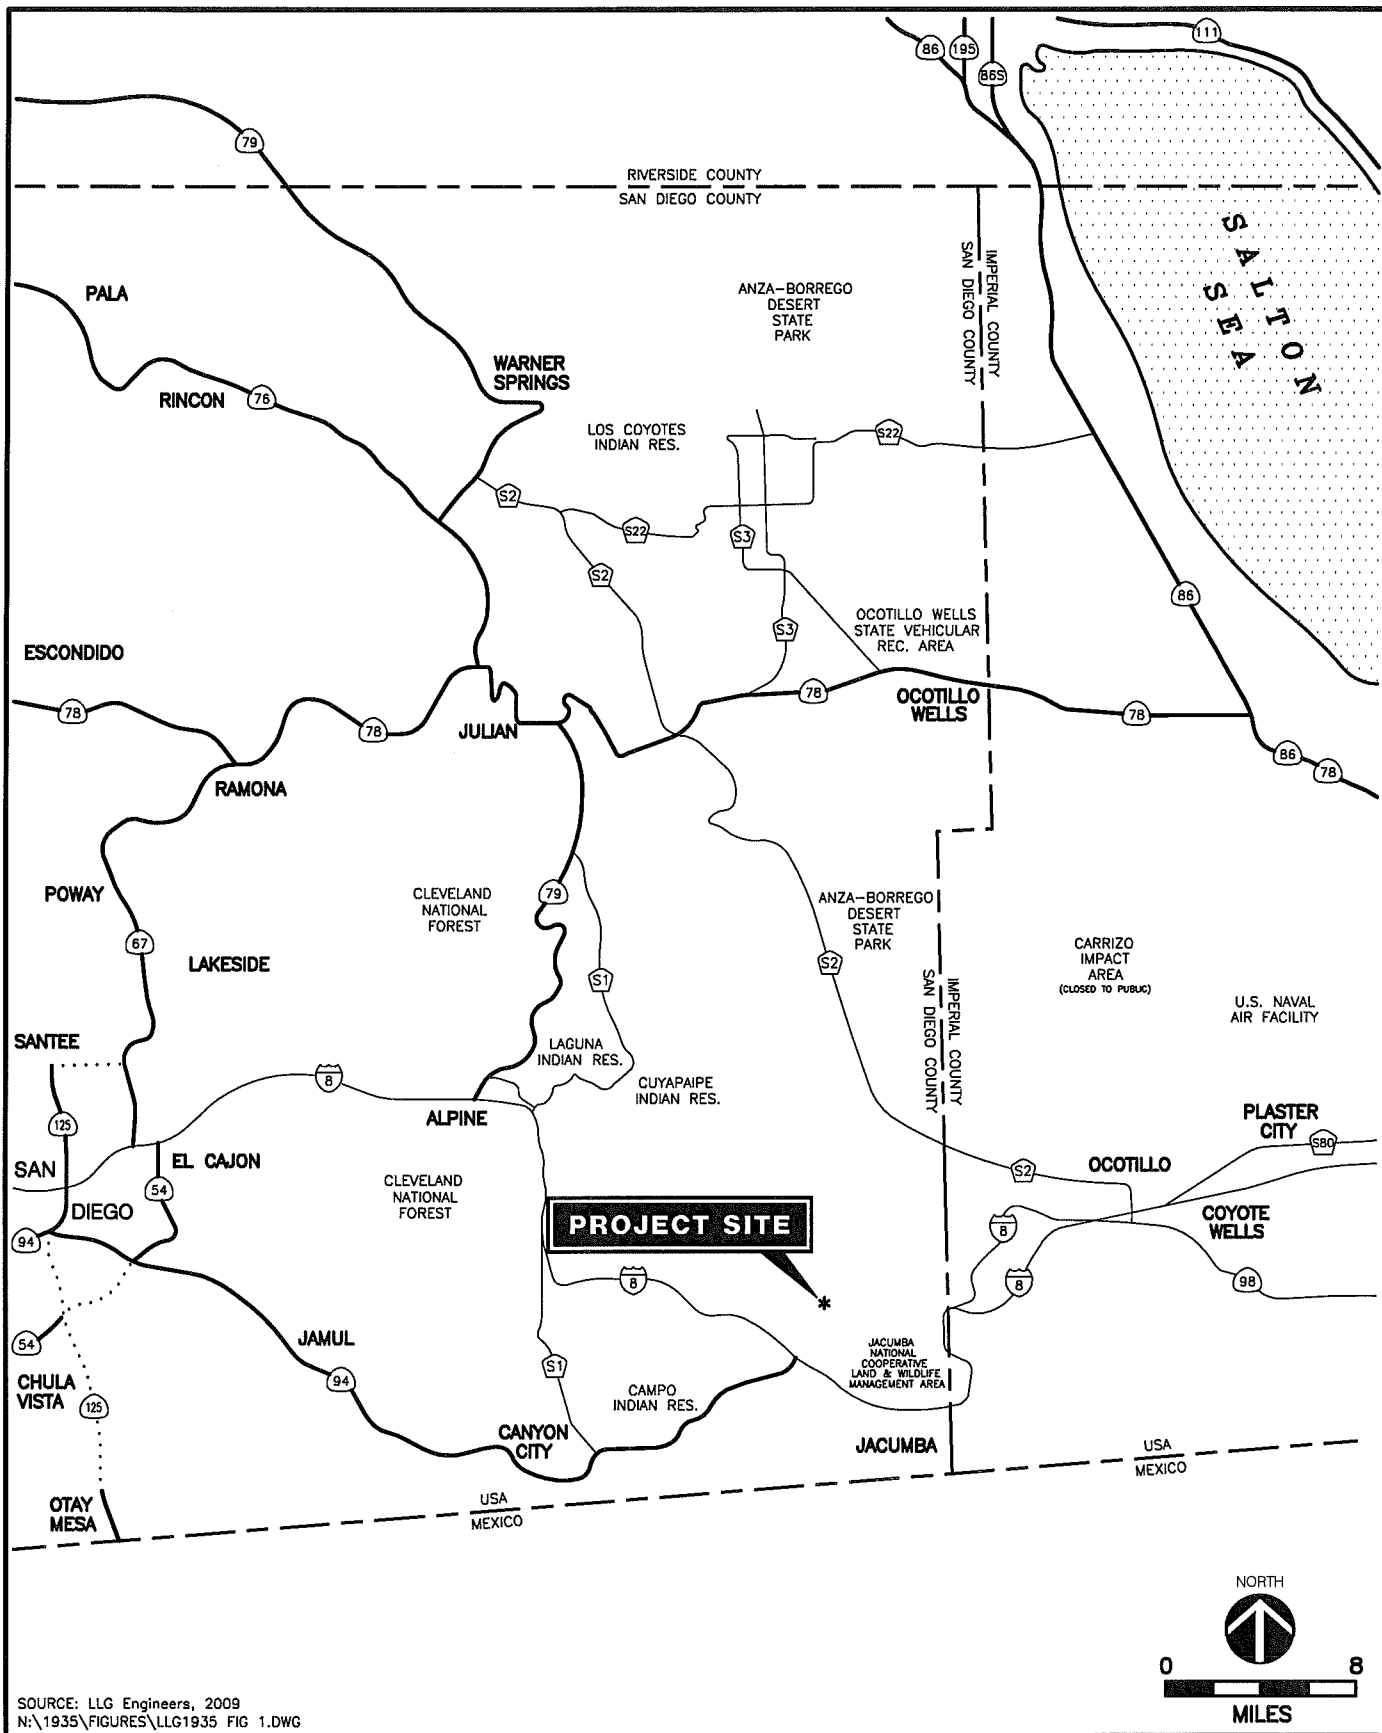 86
195
86S
111
79
RIVERSIDE COUNTY
SAN DIEGO COUNTY
IMPERIAL COUNTY
SAN DIEGO COUNTY
SALTON
SEA
PALA
ANZA-BORREGO
DESERT
STATE
PARK
WARNER
SPRINGS
RINCON
76
LOS COYOTES
INDIAN RES.
S22
S2
S22
S3
S2
86
S3
OCOTILLO WELLS
STATE VEHICULAR
REC. AREA
ESCONDIDO
78
78
JULIAN
78
OCOTILLO
WELLS
78
86
78
RAMONA
POWAY
CLEVELAND
NATIONAL
FOREST
79
ANZA-BORREGO
DESERT
STATE
PARK
67
LAKESIDE
S1
S2
CARRIZO
IMPACT
AREA
(CLOSED TO PUBLIC)
IMPERIAL COUNTY
SAN DIEGO COUNTY
U.S. NAVAL
AIR FACILITY
SANTEE
LAGUNA
INDIAN RES.
8
CUYAPAIPE
INDIAN RES.
ALPINE
125
PLASTER
CITY
S80
SAN
DIEGO
EL CAJON
54
CLEVELAND
NATIONAL
FOREST
S2
OCOTILLO
COYOTE
WELLS
94
PROJECT SITE
*
8
8
8
98
54
JAMUL
94
S1
JACUMBA
NATIONAL
COOPERATIVE
LAND & WILDLIFE
MANAGEMENT AREA
CHULA
VISTA
125
CAMPO
INDIAN RES.
CANYON
CITY
JACUMBA
USA
MEXICO
OTAY
MESA
USA
MEXICO
NORTH
0 8
MILES
SOURCE: LLG Engineers, 2009
N:\1935\FIGURES\LLG1935 FIG 1.DWG